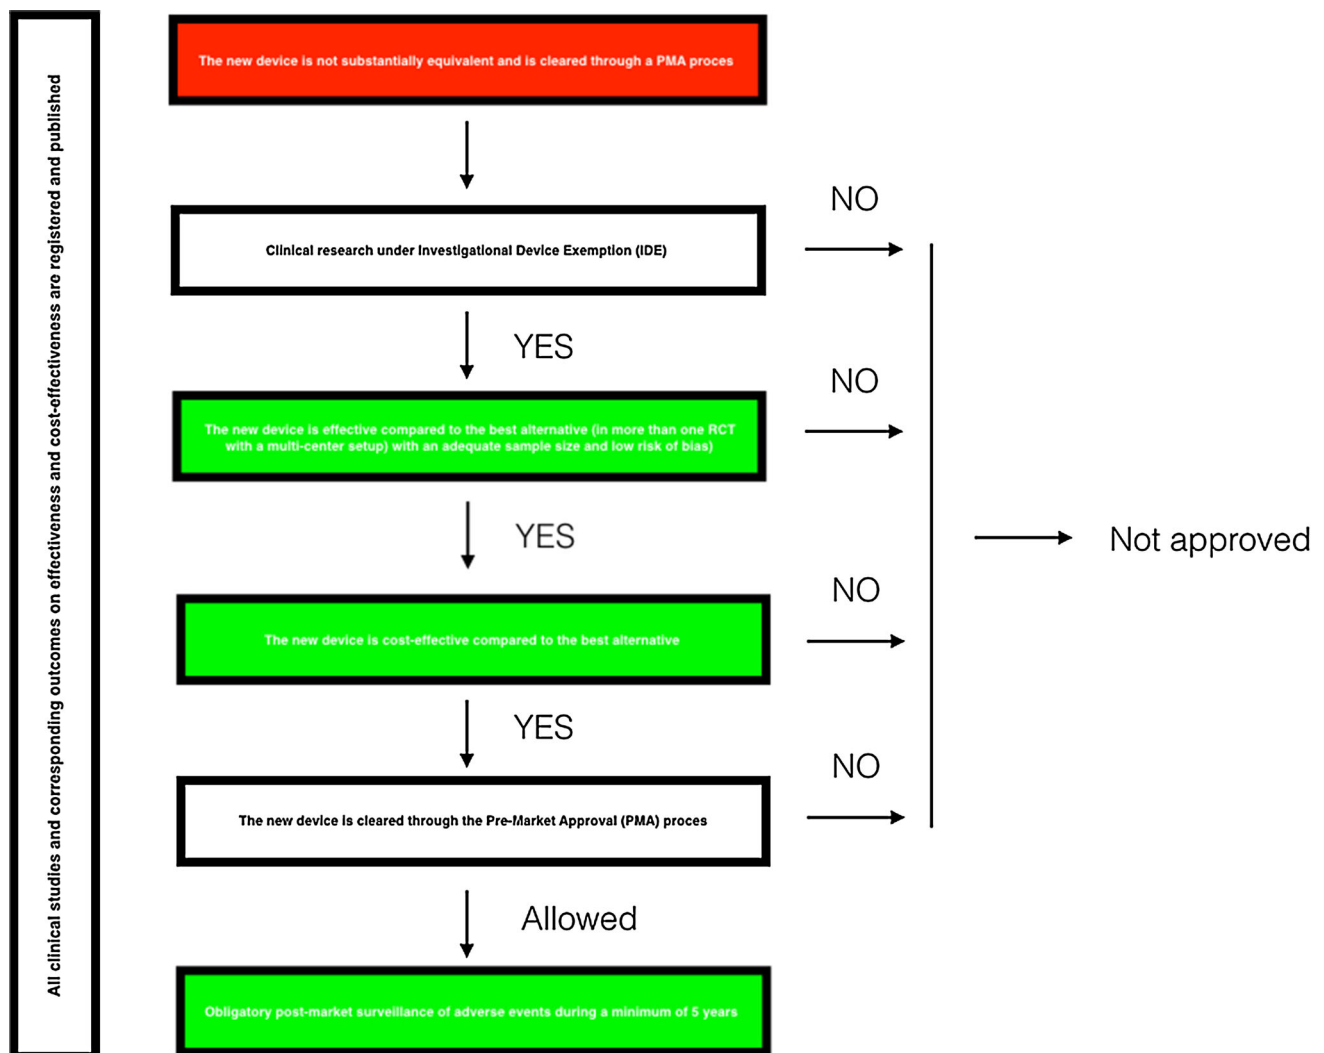 All clinical studies and corresponding outcomes on effectiveness and cost-effectiveness are registered and published
The new device is not substantially equivalent and is cleared through a PMA proces
NO
Clinical research under Investigational Device Exemption (IDE)
YES
NO
The new device is effective compared to the best alternative (in more than one RCT
with a multi-center setup) with an adequate sample size and low risk of bias)
YES
Not approved
NO
The new device is cost-effective compared to the best alternative
YES
NO
The new device is cleared through the Pre-Market Approval (PMA) proces
Allowed
Obligatory post-market surveillance of adverse events during a minimum of 5 years